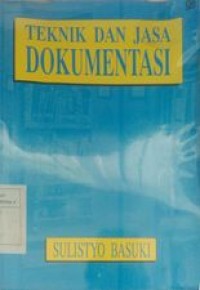 TEKNIK DAN JASA
DOKUMENTASI
SULISTYO BASUKI